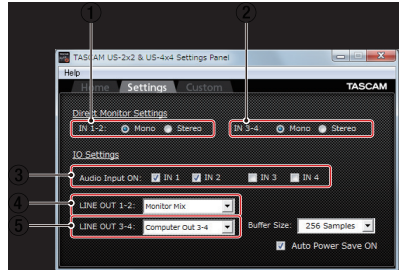 ① ②
TASCAM US-2x2 & US-4x4 Settings Panel
Help
Home Settings Custom TASCAM
Direct Monitor Settings
IN 1-2: Mono Stereo IN 3-4: Mono Stereo
IO Settings
③ Audio Input ON: IN 1 IN 2 IN 3 IN 4
④ LINE OUT 1-2: Monitor Mix
⑤ LINE OUT 3-4: Computer Out 3-4 Buffer Size: 256 Samples
Auto Power Save ON